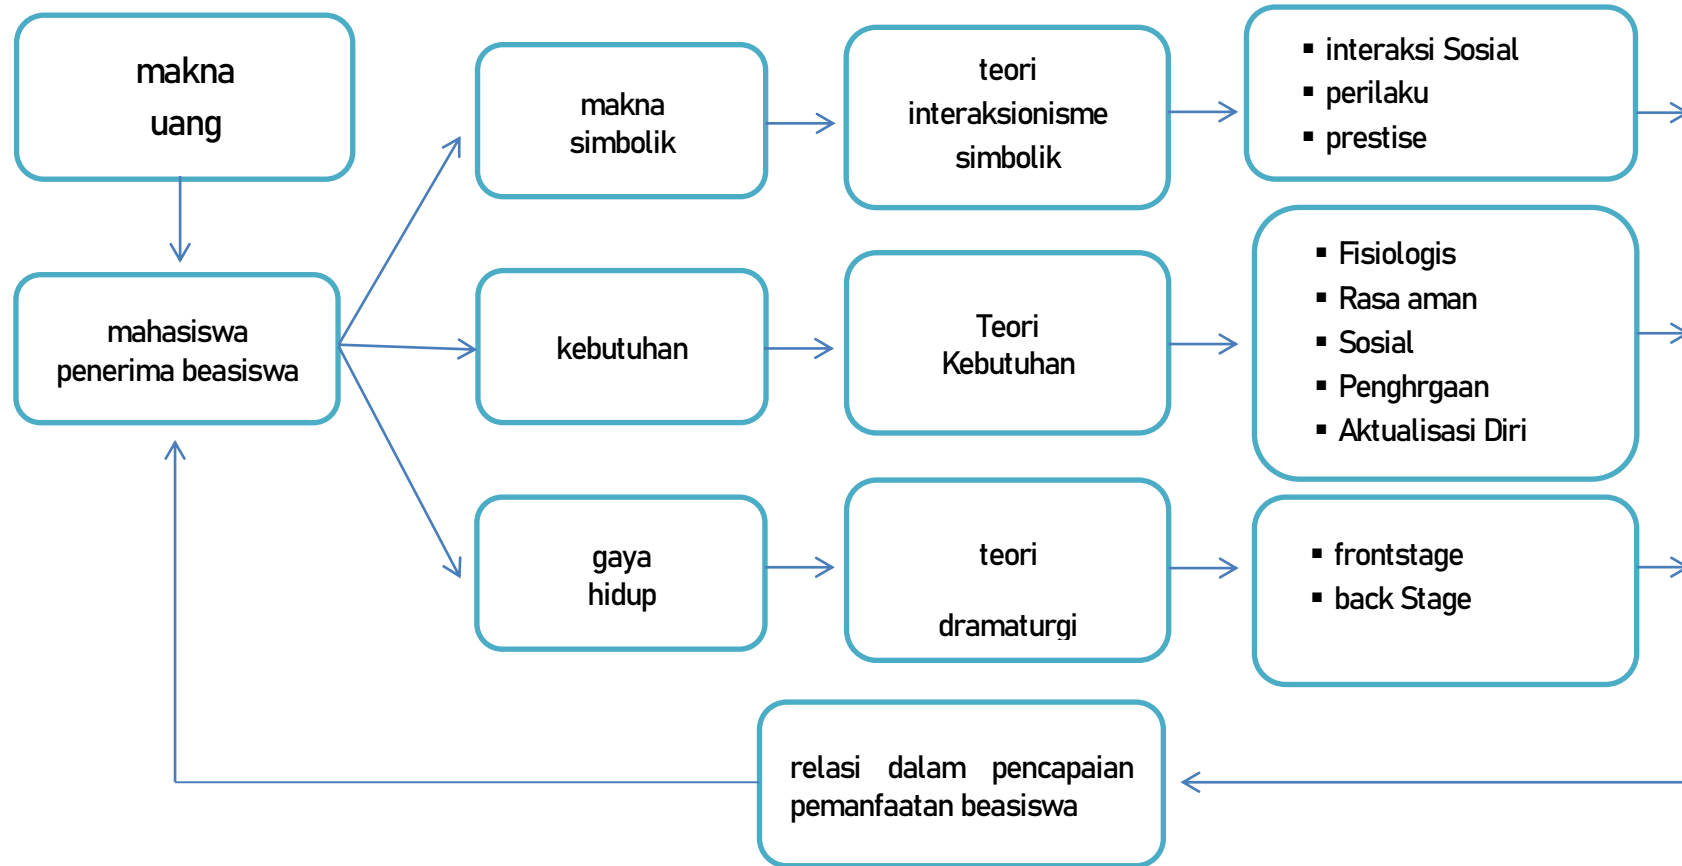 makna
uang
mahasiswa
penerima beasiswa
makna
simbolik
teori
interaksionisme
simbolik
▪ interaksi Sosial
▪ perilaku
▪ prestise
kebutuhan
Teori
Kebutuhan
▪ Fisiologis
▪ Rasa aman
▪ Sosial
▪ Penghrgaan
▪ Aktualisasi Diri
gaya
hidup
teori
dramaturgi
▪ frontstage
▪ back Stage
relasi dalam pencapaian
pemanfaatan beasiswa